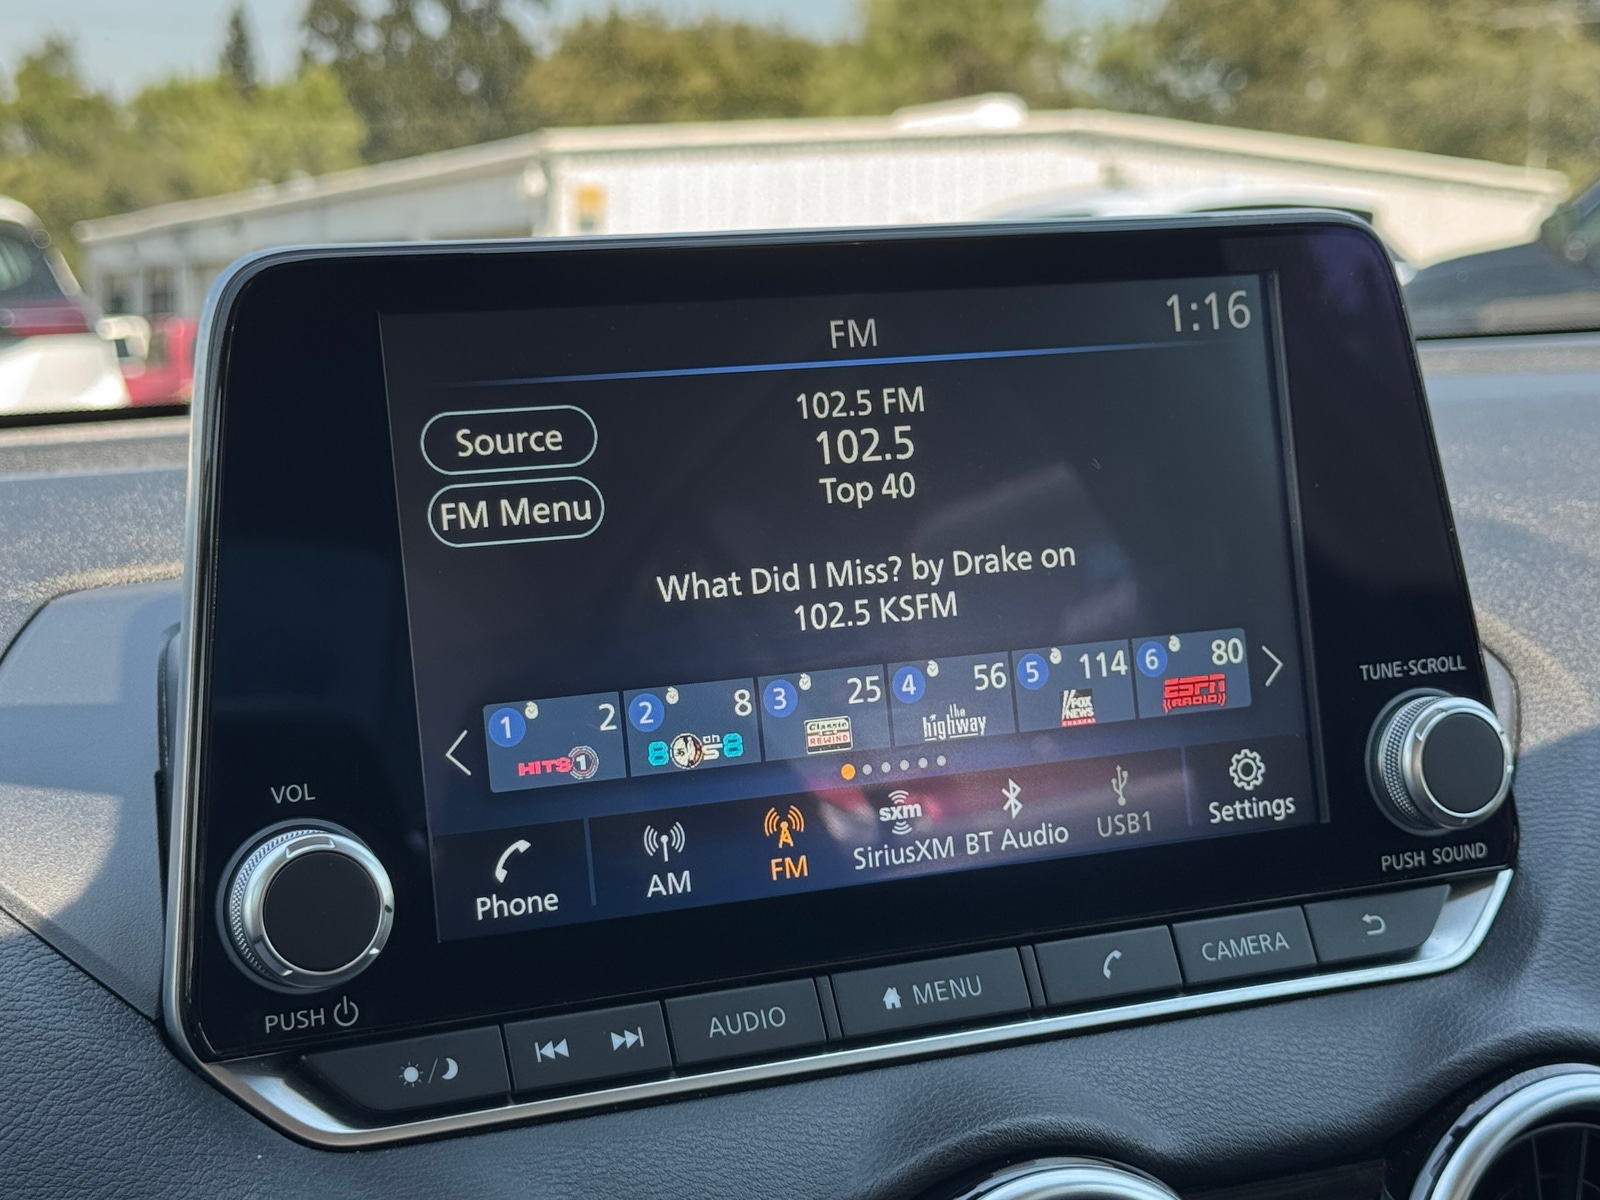 FM
1:16
Source
FM Menu
102.5 FM
102.5
Top 40
What Did I Miss? by Drake on
102.5 KSFM
1 2
HITS 1
2 8
80s on 8
3 25
Classic
REWIND
4 56
the
highway
5 114
FOX
NEWS
CHANNEL
6 80
ESPN
RADIO
Phone
AM
FM
sxm
SiriusXM
BT Audio
USB1
Settings
VOL
PUSH
TUNE·SCROLL
PUSH SOUND
AUDIO
MENU
CAMERA